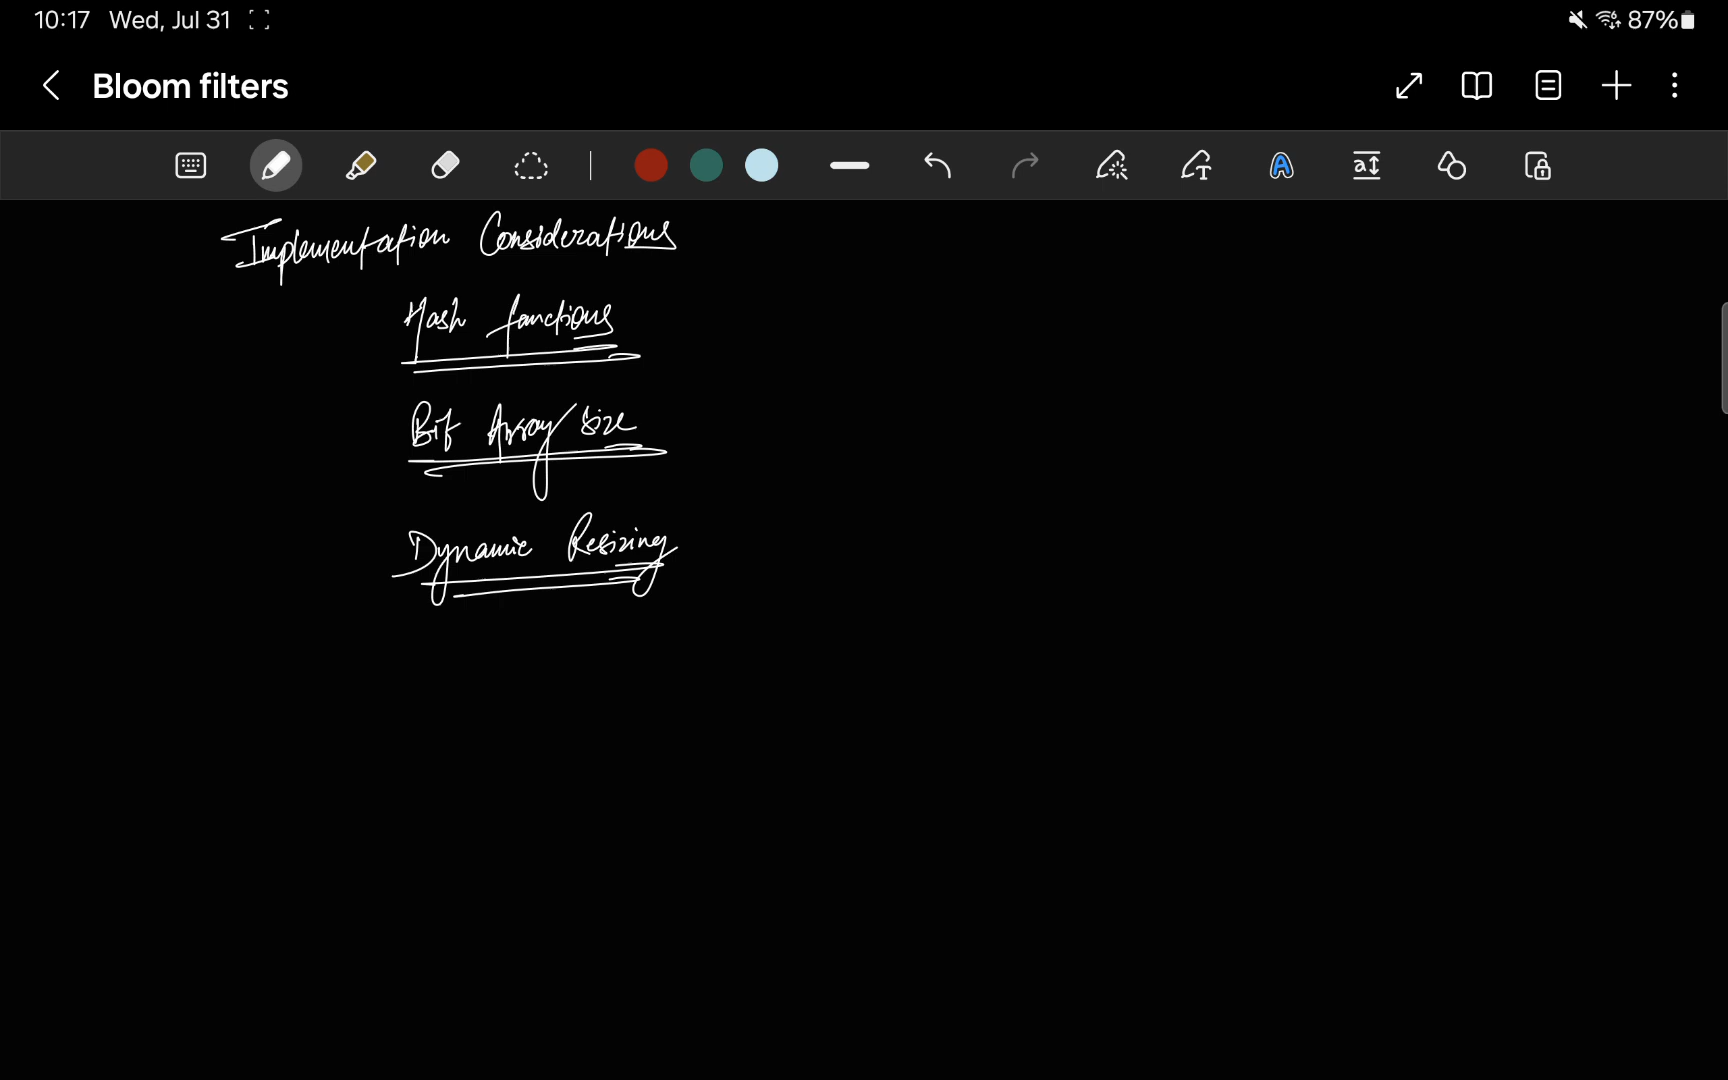 10:17 Wed, Jul 31 87%
Bloom filters
Implementation Considerations
Hash functions
Bit Array/Size
Dynamic Resizing